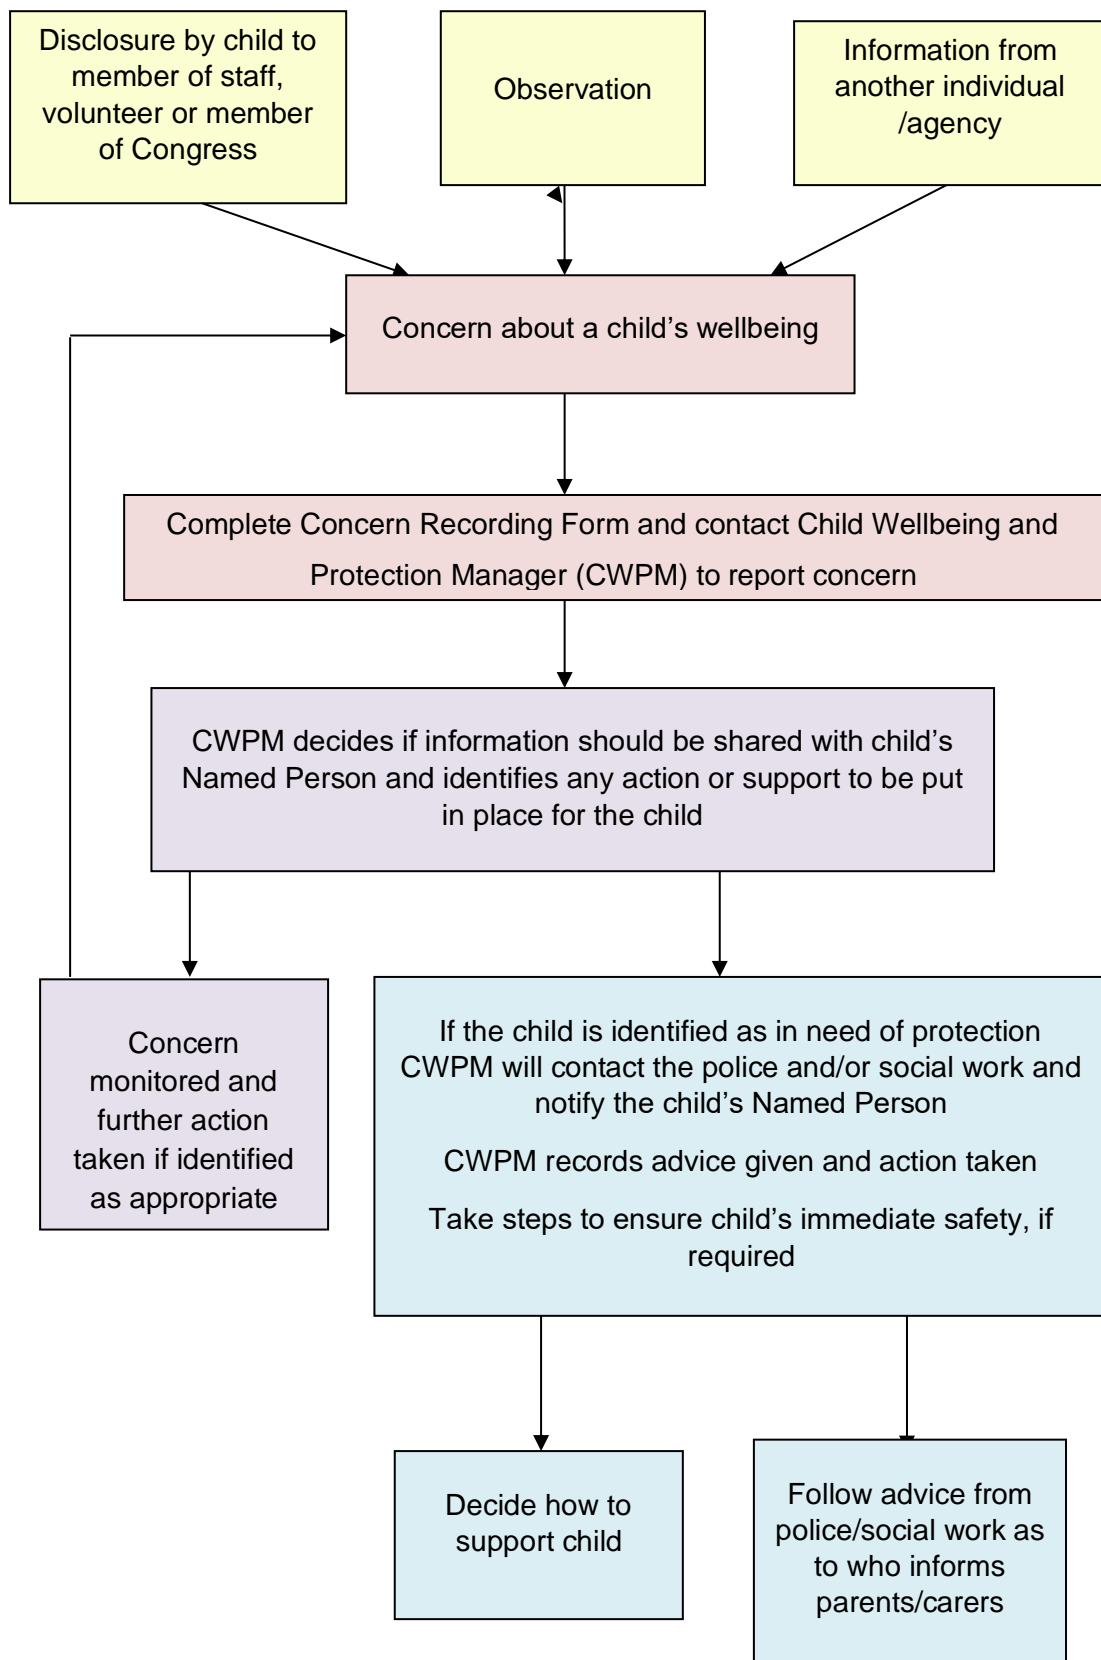 Disclosure by child to
member of staff,
volunteer or member
of Congress
Observation
Information from
another individual
/agency
Concern about a child’s wellbeing
Complete Concern Recording Form and contact Child Wellbeing and
Protection Manager (CWPM) to report concern
CWPM decides if information should be shared with child’s
Named Person and identifies any action or support to be put
in place for the child
Concern
monitored and
further action
taken if identified
as appropriate
If the child is identified as in need of protection
CWPM will contact the police and/or social work and
notify the child’s Named Person
CWPM records advice given and action taken
Take steps to ensure child’s immediate safety, if
required
Decide how to
support child
Follow advice from
police/social work as
to who informs
parents/carers